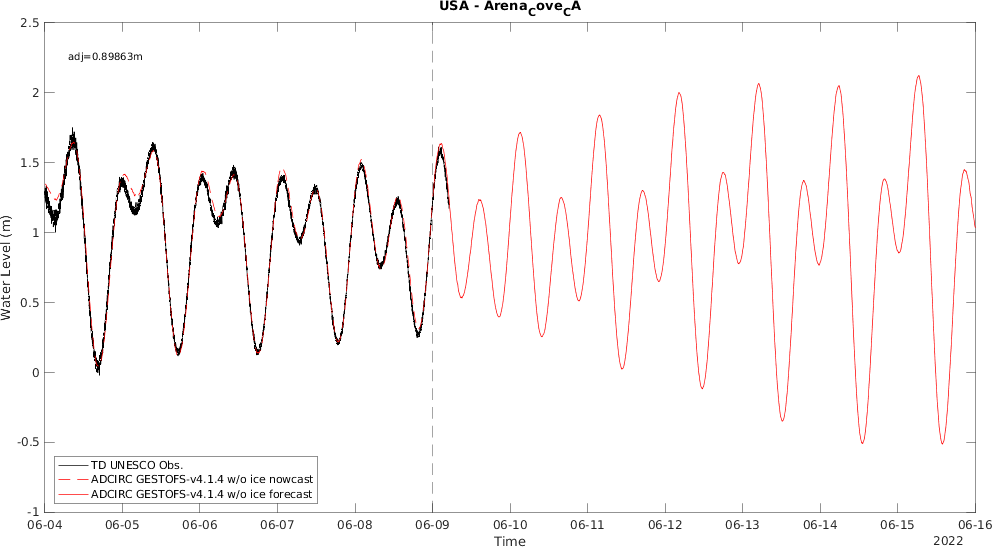 USA - Arena_Cove_CA
adj=0.89863m
2.5
2
1.5
1
0.5
0
-0.5
-1
Water Level (m)
TD UNESCO Obs.
ADCIRC GESTOFS-v4.1.4 w/o ice nowcast
ADCIRC GESTOFS-v4.1.4 w/o ice forecast
06-04 06-05 06-06 06-07 06-08 06-09 06-10 06-11 06-12 06-13 06-14 06-15 06-16
Time
2022